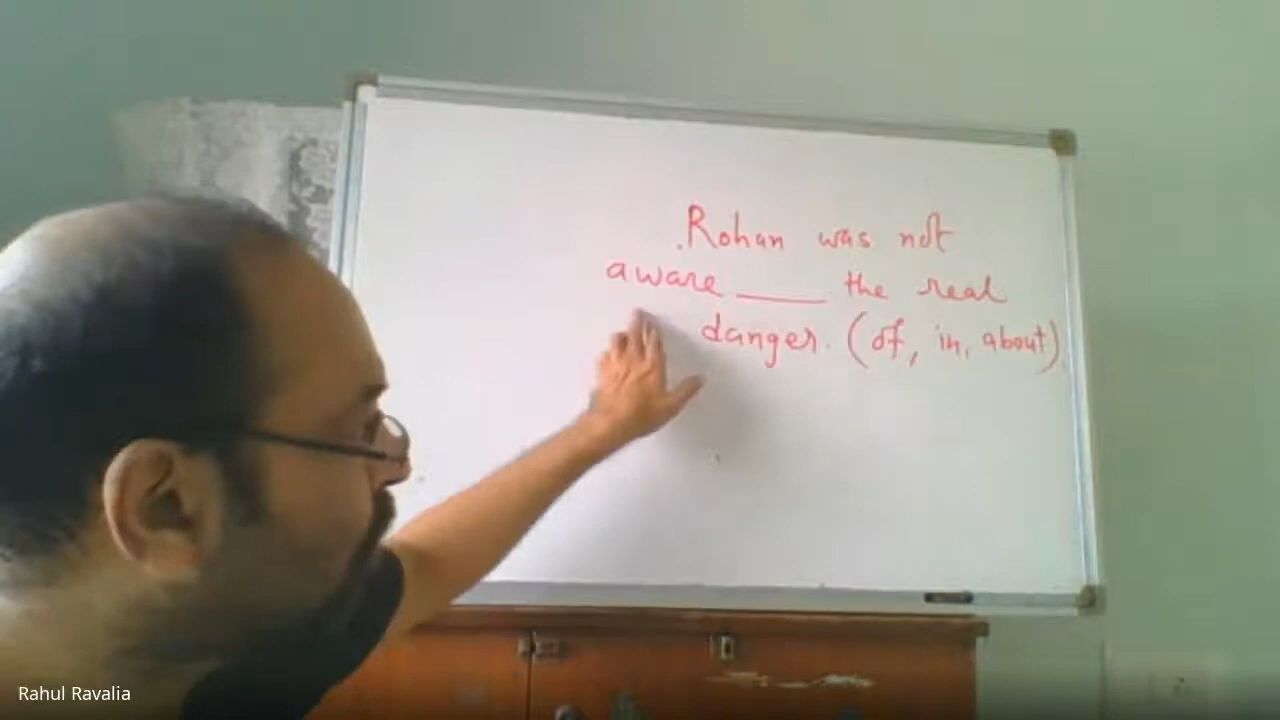 Rohan was not
aware ____ the real
danger. (of, in, about)
Rahul Ravalia